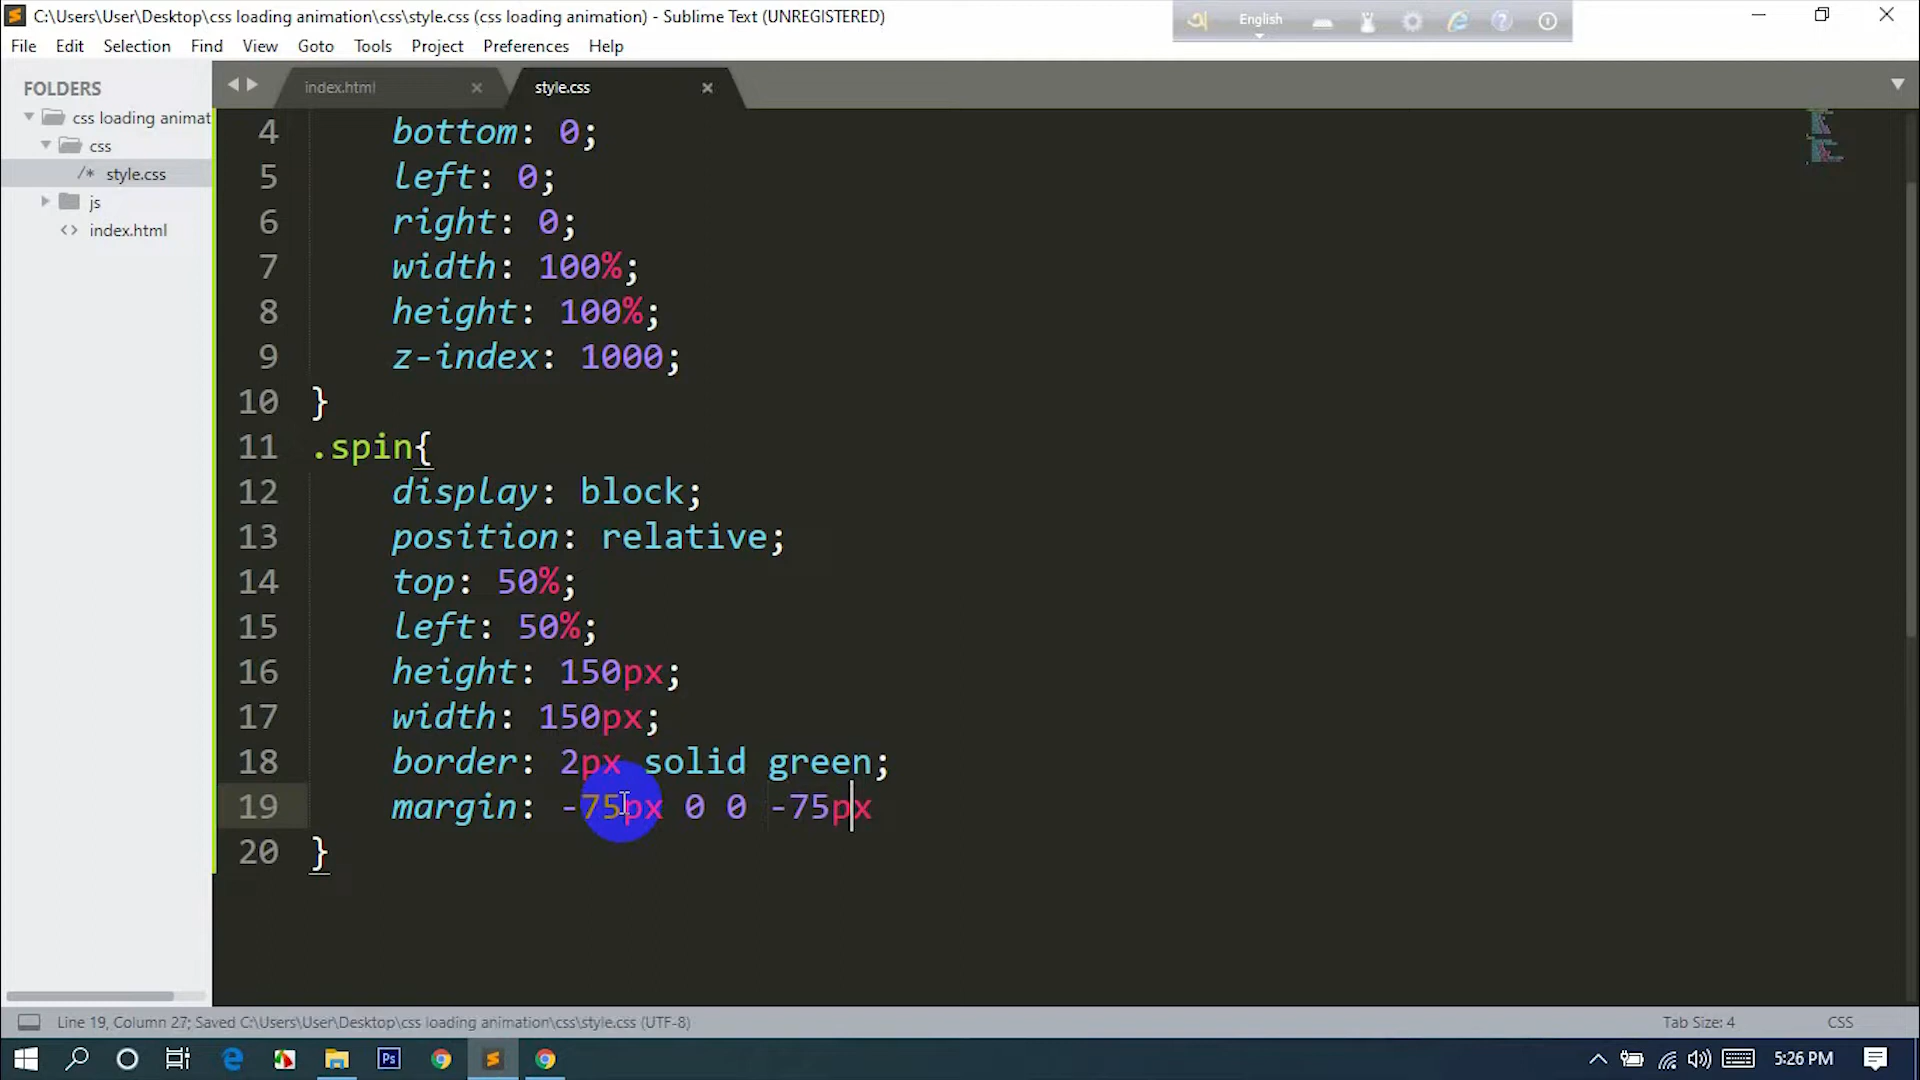 C:\Users\User\Desktop\css loading animation\css\style.css (css loading animation) - Sublime Text (UNREGISTERED)
English
File Edit Selection Find View Goto Tools Project Preferences Help
FOLDERS
css loading animat
css
/* style.css
js
<> index.html
index.html
style.css
4 bottom: 0;
5 left: 0;
6 right: 0;
7 width: 100%;
8 height: 100%;
9 z-index: 1000;
10 }
11 .spin{
12 display: block;
13 position: relative;
14 top: 50%;
15 left: 50%;
16 height: 150px;
17 width: 150px;
18 border: 2px solid green;
19 margin: -75px 0 0 -75px
20 }
Line 19, Column 27; Saved C:\Users\User\Desktop\css loading animation\css\style.css (UTF-8)
Tab Size: 4
CSS
Ps
5:26 PM